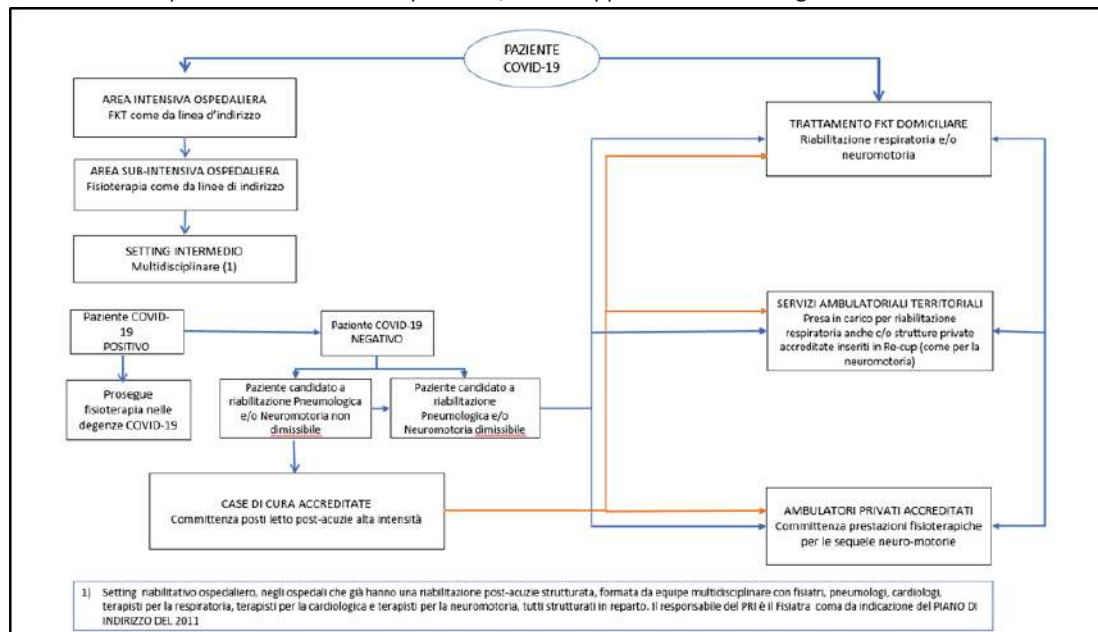 PAZIENTE
COVID-19
AREA INTENSIVA OSPEDALIERA
FKT come da linea d'indirizzo
AREA SUB-INTENSIVA OSPEDALIERA
Fisioterapia come da linee di indirizzo
SETTING INTERMEDIO
Multidisciplinare (1)
Paziente COVID-
19
POSITIVO
Paziente COVID-19
NEGATIVO
Prosegue
fisioterapia nelle
degenze COVID-19
Paziente candidato a
riabilitazione Pneumologica
e/o Neuromotoria non
dimissibile
Paziente candidato a
riabilitazione
Pneumologica e/o
Neuromotoria dimissibile
CASE DI CURA ACCREDITATE
Committenza posti letto post-acuzie alta intensità
TRATTAMENTO FKT DOMICILIARE
Riabilitazione respiratoria e/o
neuromotoria
SERVIZI AMBULATORIALI TERRITORIALI
Presa in carico per riabilitazione
respiratoria anche c/o strutture private
accreditate inseriti in Re-cup (come per la
neuromotoria)
AMBULATORI PRIVATI ACCREDITATI
Committenza prestazioni fisioterapiche
per le sequele neuro-motorie
1) Setting riabilitativo ospedaliero, negli ospedali che già hanno una riabilitazione post-acuzie strutturata, formata da equipe multidisciplinare con fisiatri, pneumologi, cardiologi,
terapisti per la respiratoria, terapisti per la cardiologica e terapisti per la neuromotoria, tutti strutturati in reparto. Il responsabile del PRI è il Fisiatra coma da indicazione del PIANO DI
INDIRIZZO DEL 2011